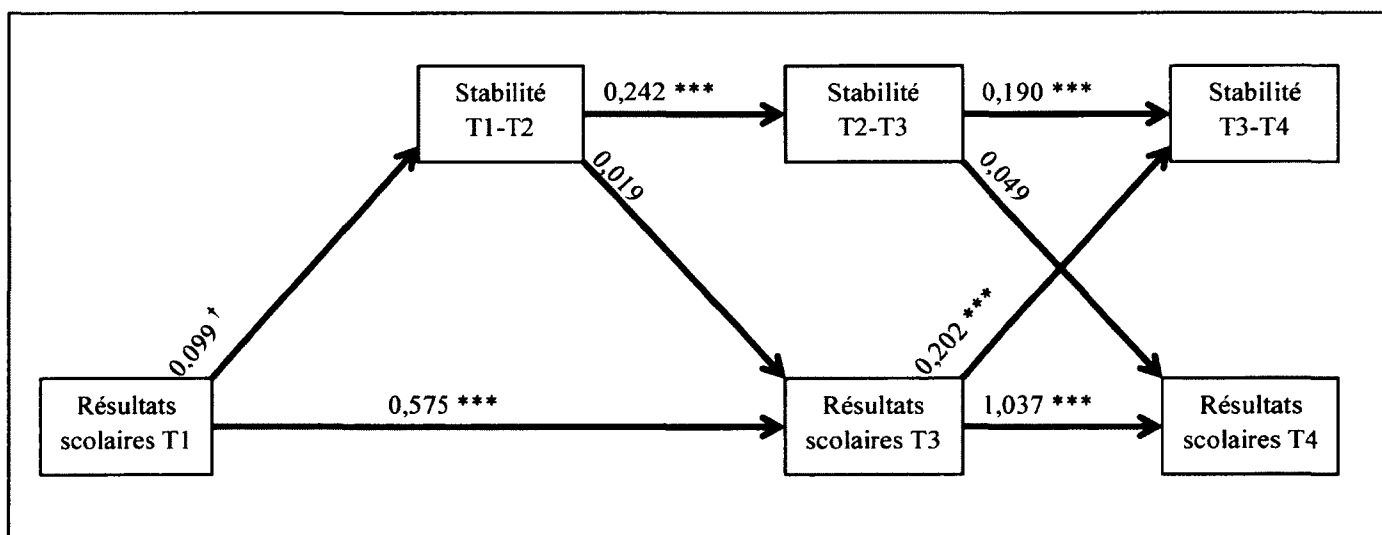 Stabilité
T1-T2
0,242 ***
Stabilité
T2-T3
0,190 ***
Stabilité
T3-T4
0,019
0,049
0,099 †
0,202 ***
Résultats
scolaires T1
0,575 ***
Résultats
scolaires T3
1,037 ***
Résultats
scolaires T4